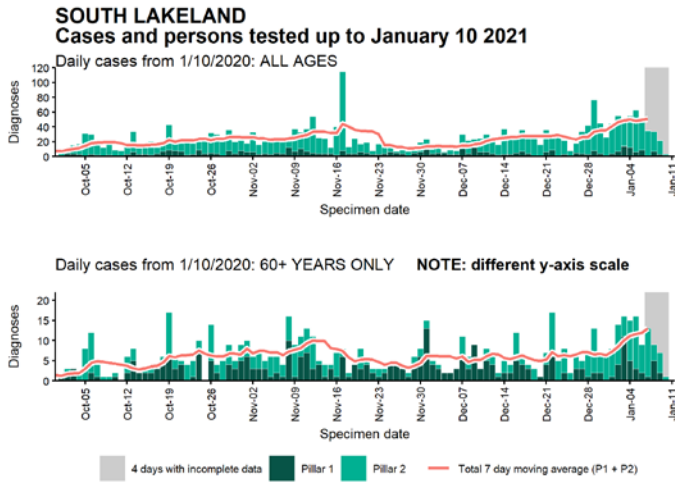 SOUTH LAKELAND
Cases and persons tested up to January 10 2021
Daily cases from 1/10/2020: ALL AGES
Diagnoses
120
100
80
60
40
20
0
Oct-05
Oct-12
Oct-19
Oct-26
Nov-02
Nov-09
Nov-16
Nov-23
Nov-30
Dec-07
Dec-14
Dec-21
Dec-28
Jan-04
Jan-11
Specimen date
Daily cases from 1/10/2020: 60+ YEARS ONLY NOTE: different y-axis scale
Diagnoses
20
15
10
5
0
Oct-05
Oct-12
Oct-19
Oct-26
Nov-02
Nov-09
Nov-16
Nov-23
Nov-30
Dec-07
Dec-14
Dec-21
Dec-28
Jan-04
Jan-11
Specimen date
4 days with incomplete data Pillar 1 Pillar 2 Total 7 day moving average (P1 + P2)